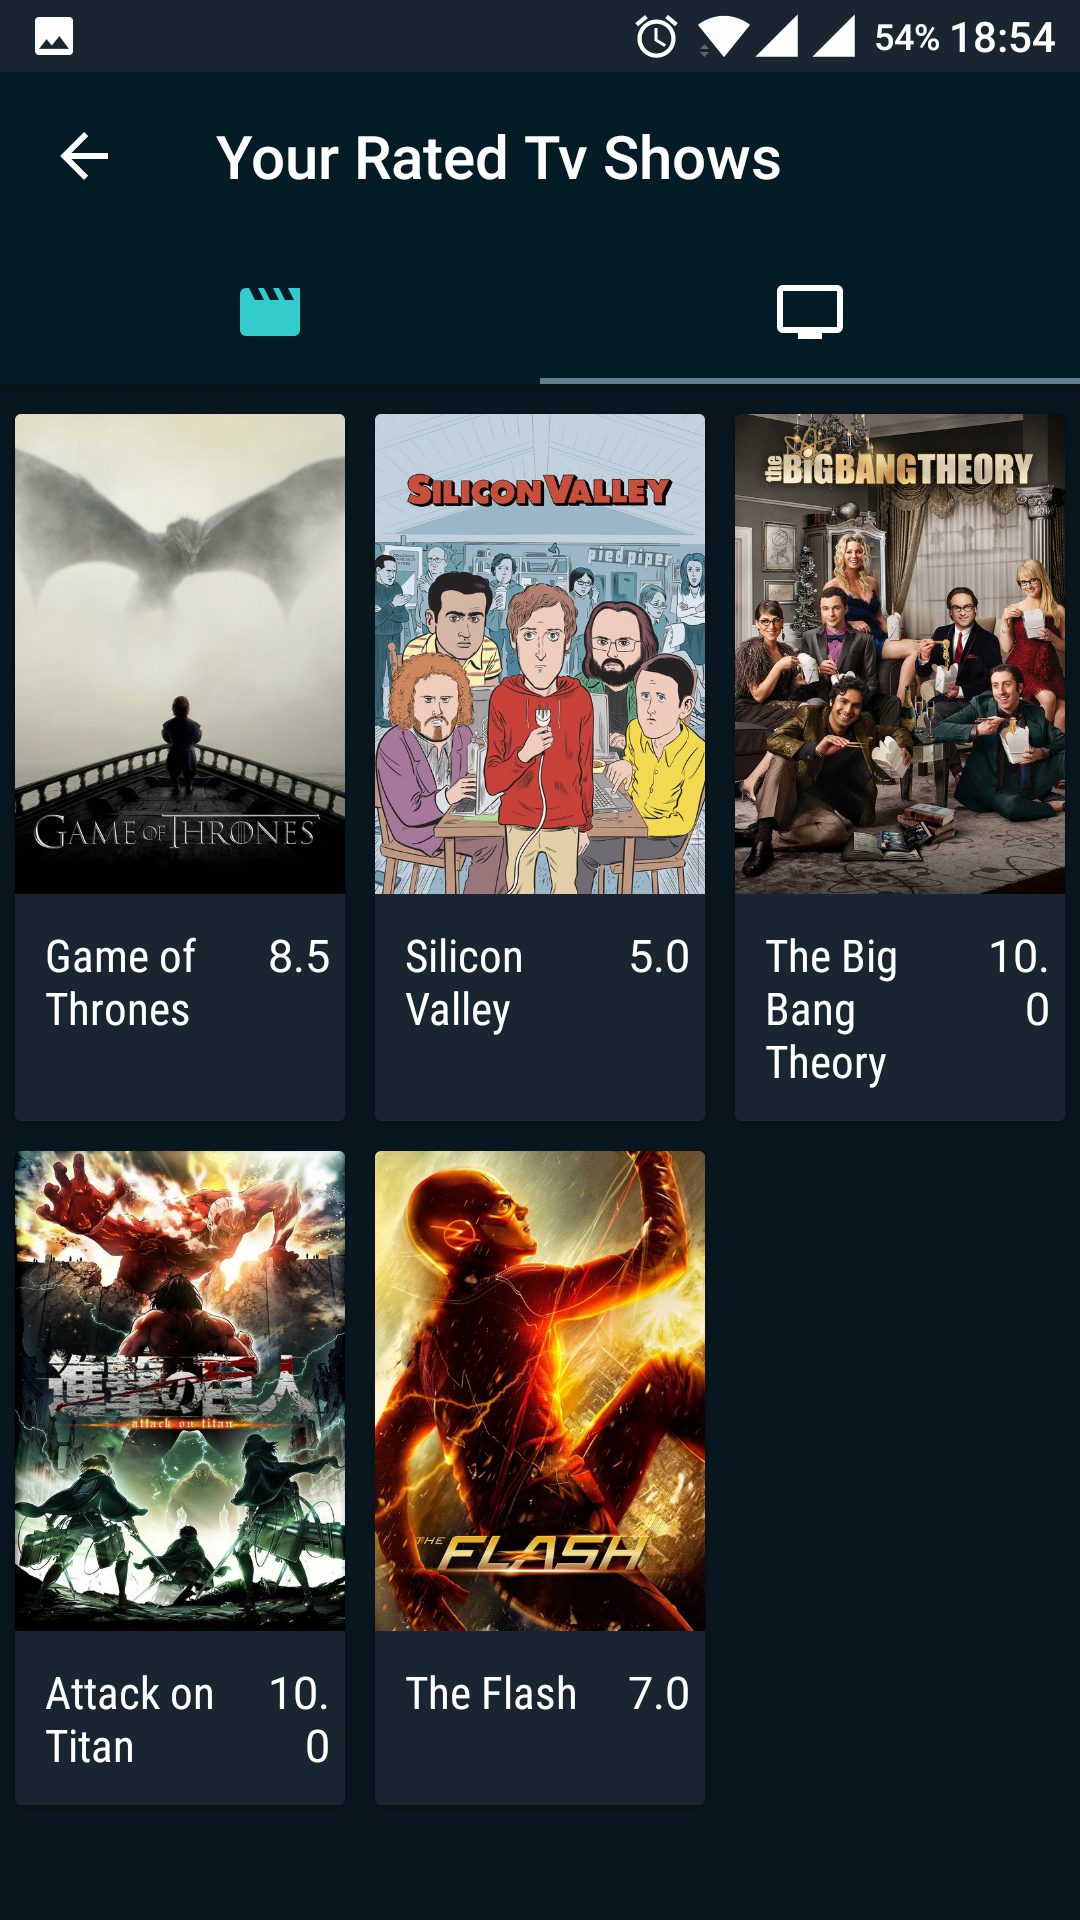 54% 18:54
Your Rated Tv Shows
GAME OF THRONES
SILICON VALLEY
pied piper
the BIGBANG THEORY
Game of
Thrones
8.5
Silicon
Valley
5.0
The Big
Bang
Theory
10.
0
進撃の巨人
attack on titan
THE FLASH
Attack on
Titan
10.
0
The Flash
7.0